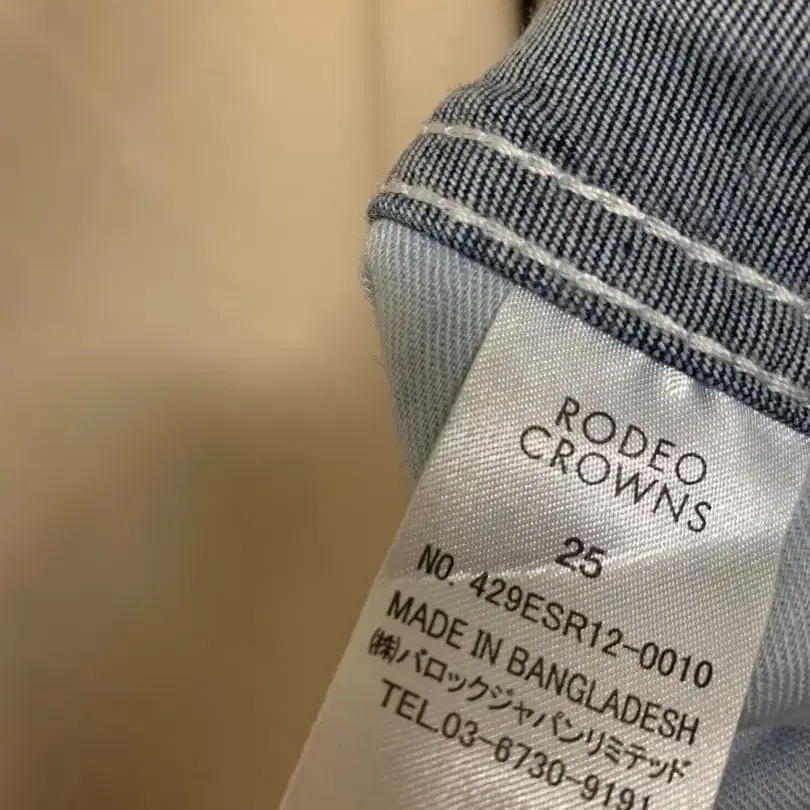 RODEO
CROWNS
25
NO. 429ESR12-0010
MADE IN BANGLADESH
(株)バロックジャパンリミテッド
TEL.03-6730-9191